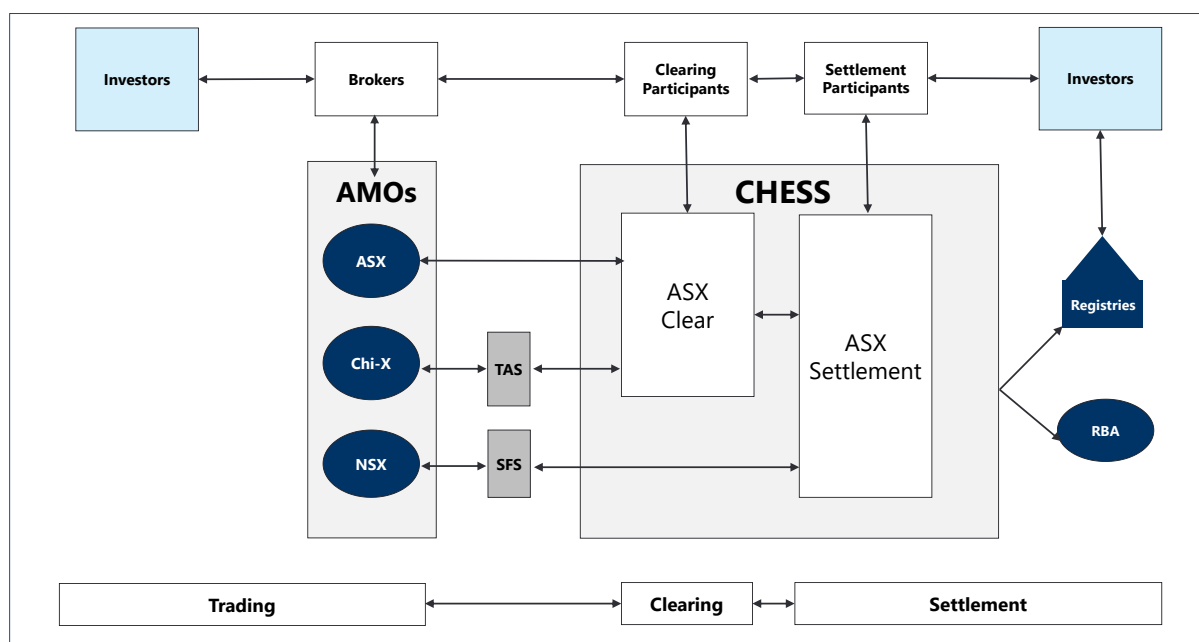 Investors
Brokers
Clearing
Participants
Settlement
Participants
Investors
AMOs
CHESS
ASX
ASX
Clear
ASX
Settlement
Registries
Chi-X
TAS
NSX
SFS
RBA
Trading
Clearing
Settlement